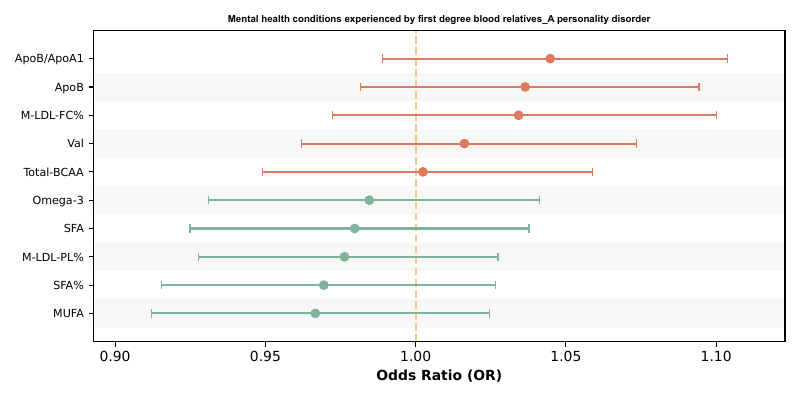 Mental health conditions experienced by first degree blood relatives_A personality disorder
ApoB/ApoA1
ApoB
M-LDL-FC%
Val
Total-BCAA
Omega-3
SFA
M-LDL-PL%
SFA%
MUFA
0.90 0.95 1.00 1.05 1.10
Odds Ratio (OR)